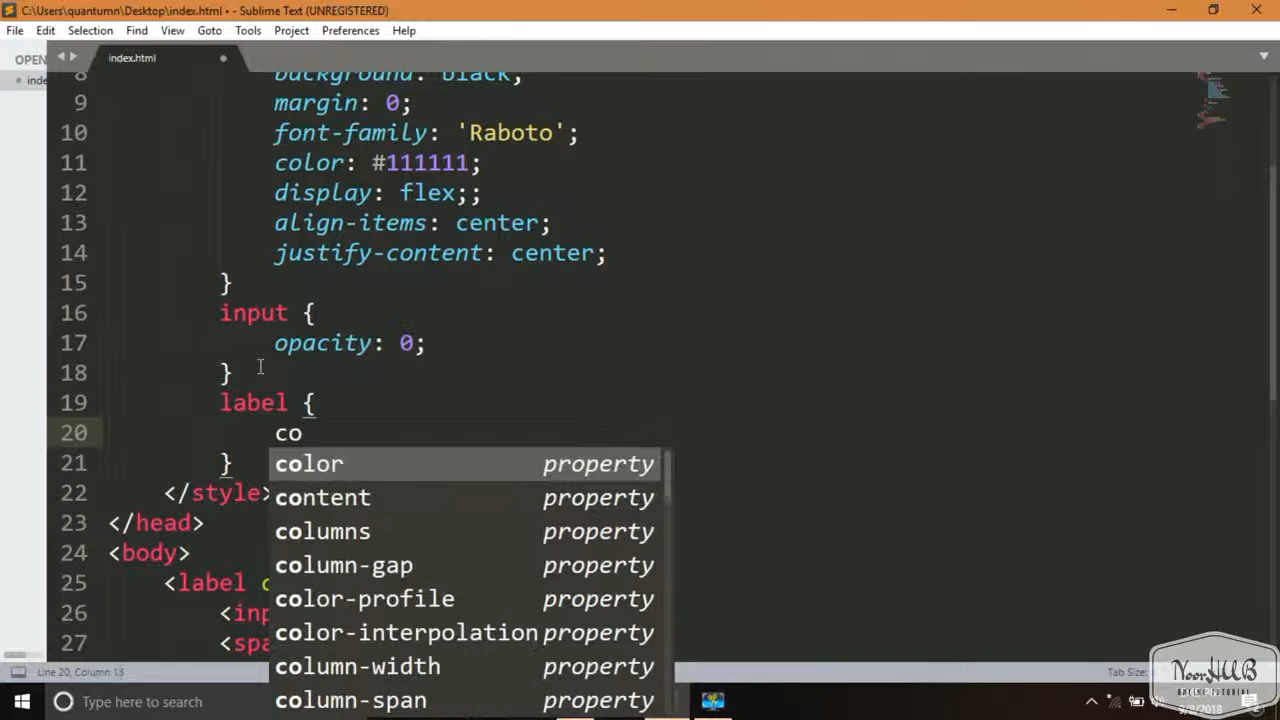 C:\Users\quantumn\Desktop\index.html • - Sublime Text (UNREGISTERED)
File Edit Selection Find View Goto Tools Project Preferences Help
OPEN
index.html
8 background: black;
9 margin: 0;
10 font-family: 'Raboto';
11 color: #111111;
12 display: flex;;
13 align-items: center;
14 justify-content: center;
15 }
16 input {
17 opacity: 0;
18 }
19 label {
20 co
21 }
color property
content property
columns property
column-gap property
color-profile property
color-interpolation property
column-width property
column-span property
22 </style>
23 </head>
24 <body>
25 <label c
26 <inp
27 <spa
Line 20, Column 15
Tab Size:
Type here to search
NoorHUB
ONLINE TUTORIAL
9/8/2018